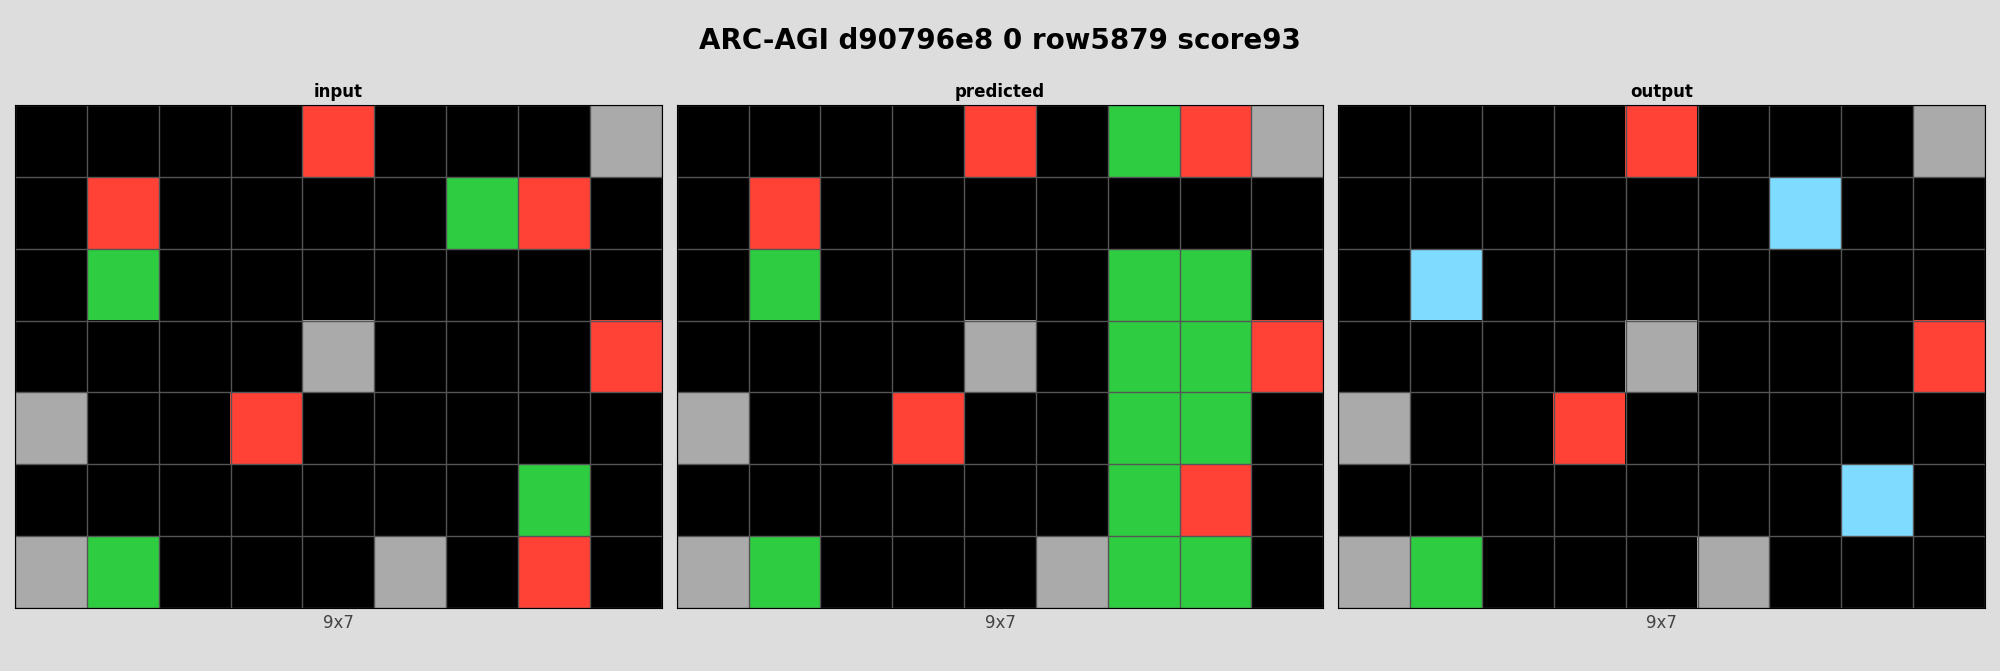 ARC-AGI d90796e8 0 row5879 score93
input
predicted
output
9x7
9x7
9x7